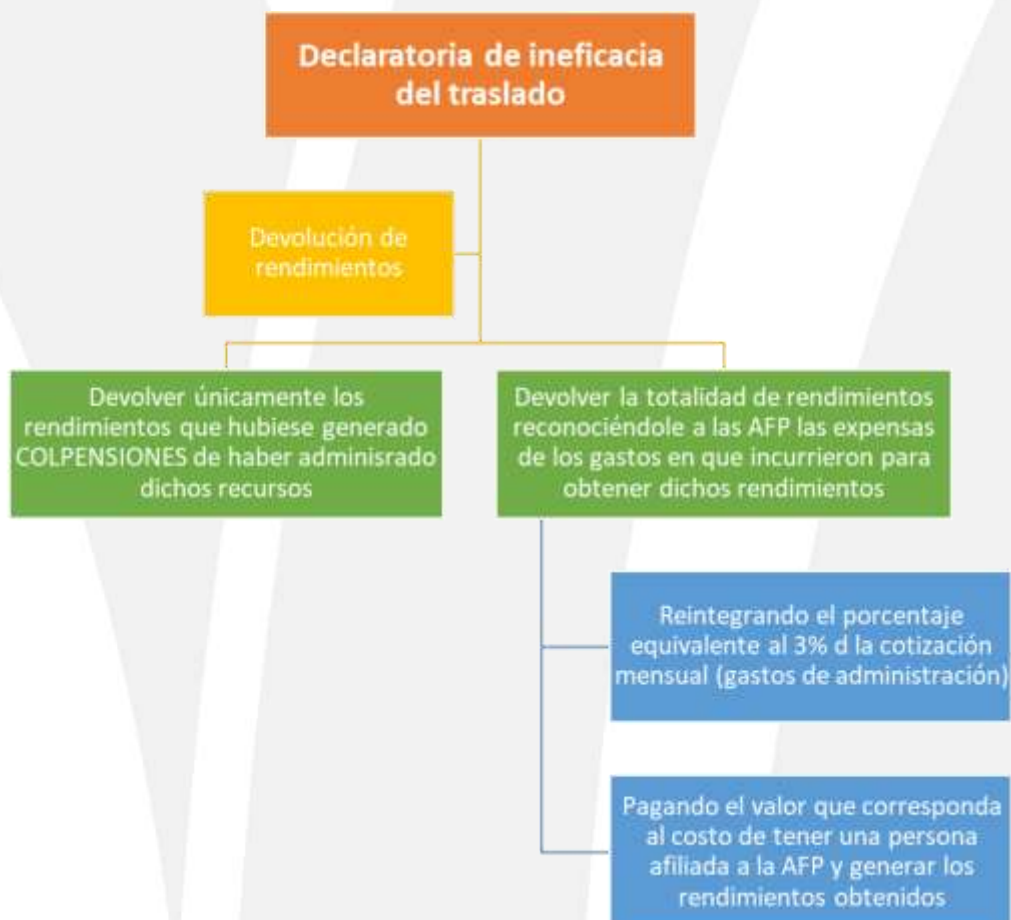 Declaratoria de ineficacia
del traslado
Devolución de
rendimientos
Devolver únicamente los
rendimientos que hubiese generado
COLPENSIONES de haber adminisrado
dichos recursos
Devolver la totalidad de rendimientos
reconociéndole a las AFP las expensas
de los gastos en que incurrieron para
obtener dichos rendimientos
Reintegrando el porcentaje
equivalente al 3% d la cotización
mensual (gastos de administración)
Pagando el valor que corresponda
al costo de tener una persona
afiliada a la AFP y generar los
rendimientos obtenidos